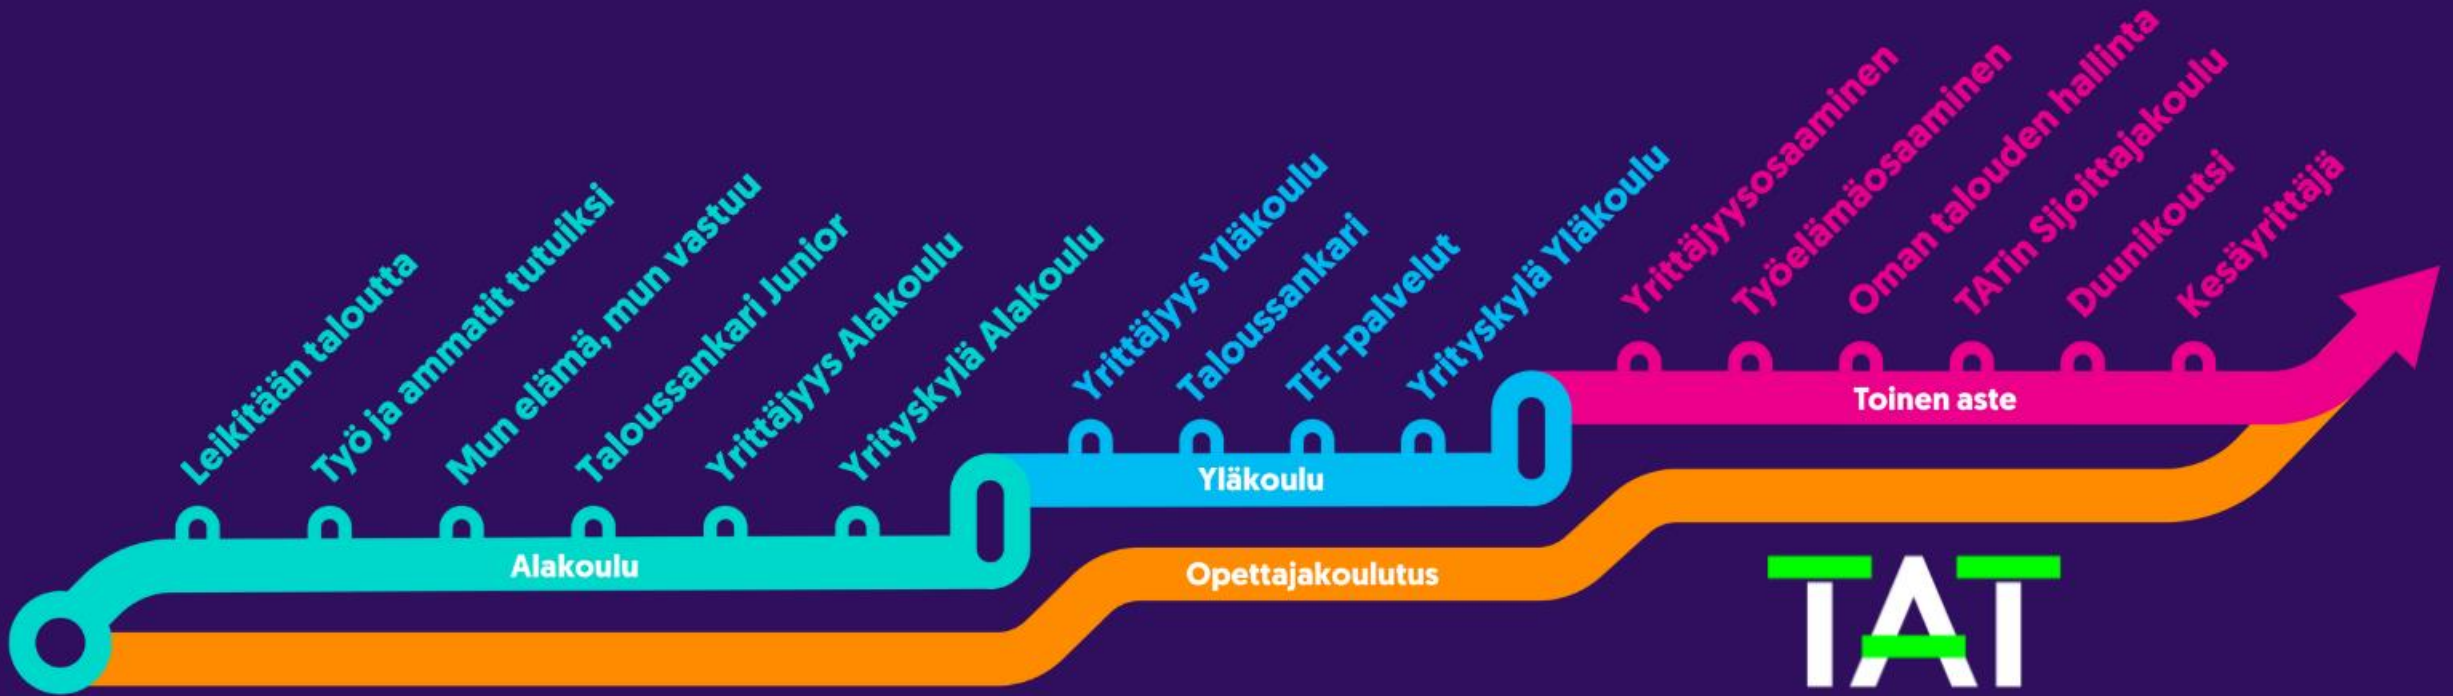 Leikitään taloutta
Työ ja ammatit tutuiksi
Mun elämä, mun vastuu
Taloussankari Junior
Yrittäjyys Alakoulu
Yrityskylä Alakoulu
Yrittäjyys Yläkoulu
Taloussankari
TET-palvelut
Yrityskylä Yläkoulu
Yrittäjyysosaaminen
Työelämäosaaminen
Oman talouden hallinta
TATin Sijoittajakoulu
Duunikoutsi
Kesäyrittäjä
Alakoulu
Yläkoulu
Toinen aste
Opettajakoulutus
TAT